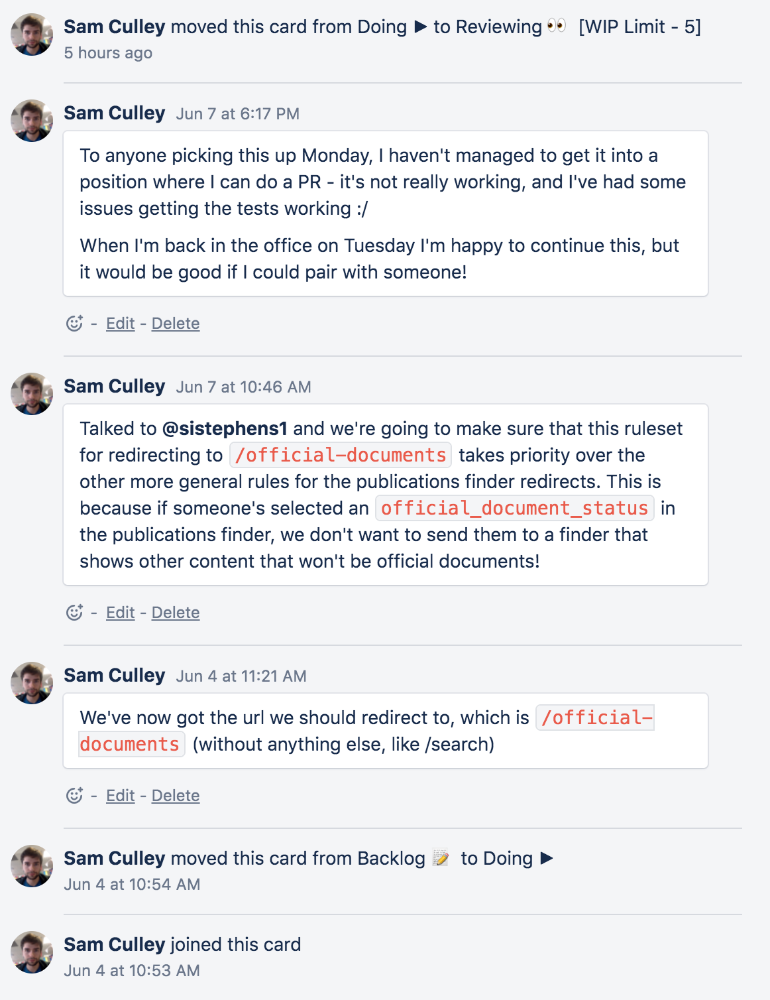 Sam Culley moved this card from Doing ▶ to Reviewing 👀 [WIP Limit - 5]
5 hours ago
Sam Culley Jun 7 at 6:17 PM
To anyone picking this up Monday, I haven't managed to get it into a
position where I can do a PR - it's not really working, and I've had some
issues getting the tests working :/
When I'm back in the office on Tuesday I'm happy to continue this, but
it would be good if I could pair with someone!
- Edit - Delete
Sam Culley Jun 7 at 10:46 AM
Talked to @sistephens1 and we're going to make sure that this ruleset
for redirecting to /official-documents takes priority over the
other more general rules for the publications finder redirects. This is
because if someone's selected an official_document_status in
the publications finder, we don't want to send them to a finder that
shows other content that won't be official documents!
- Edit - Delete
Sam Culley Jun 4 at 11:21 AM
We've now got the url we should redirect to, which is /official-
documents (without anything else, like /search)
- Edit - Delete
Sam Culley moved this card from Backlog 📝 to Doing ▶
Jun 4 at 10:54 AM
Sam Culley joined this card
Jun 4 at 10:53 AM